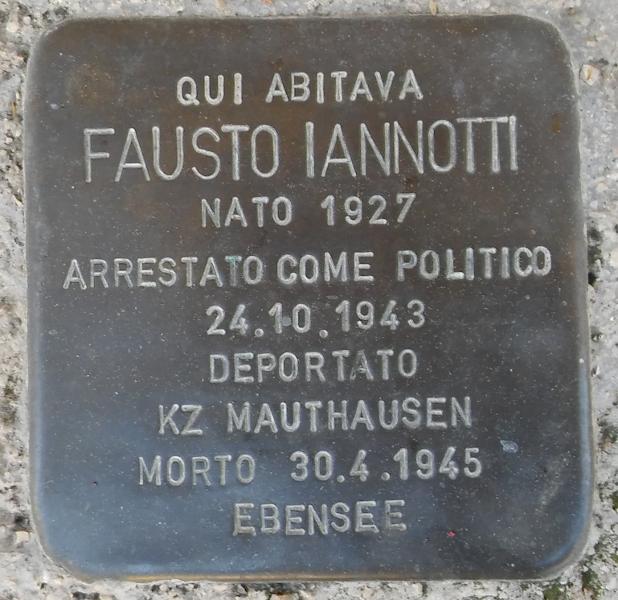 QUI ABITAVA
FAUSTO IANNOTTI
NATO 1927
ARRESTATO COME POLITICO
24.10.1943
DEPORTATO
KZ MAUTHAUSEN
MORTO 30.4.1945
EBENSEE